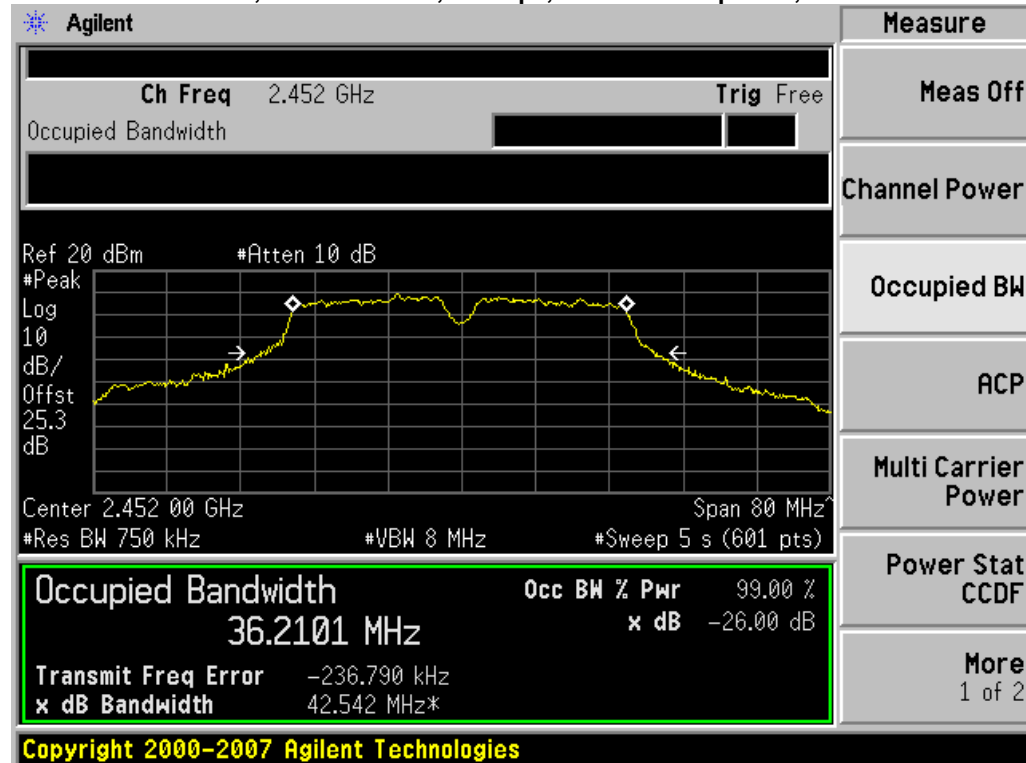 Agilent
Measure
Ch Freq 2.452 GHz Trig Free
Occupied Bandwidth
Ref 20 dBm #Atten 10 dB
#Peak
Log
10
dB/
Offst
25.3
dB
Center 2.452 00 GHz Span 80 MHz^
#Res BW 750 kHz #VBW 8 MHz #Sweep 5 s (601 pts)
Occupied Bandwidth Occ BW % Pwr 99.00 %
36.2101 MHz x dB -26.00 dB
Transmit Freq Error -236.790 kHz
x dB Bandwidth 42.542 MHz*
Copyright 2000-2007 Agilent Technologies
Meas Off
Channel Power
Occupied BW
ACP
Multi Carrier
Power
Power Stat
CCDF
More
1 of 2